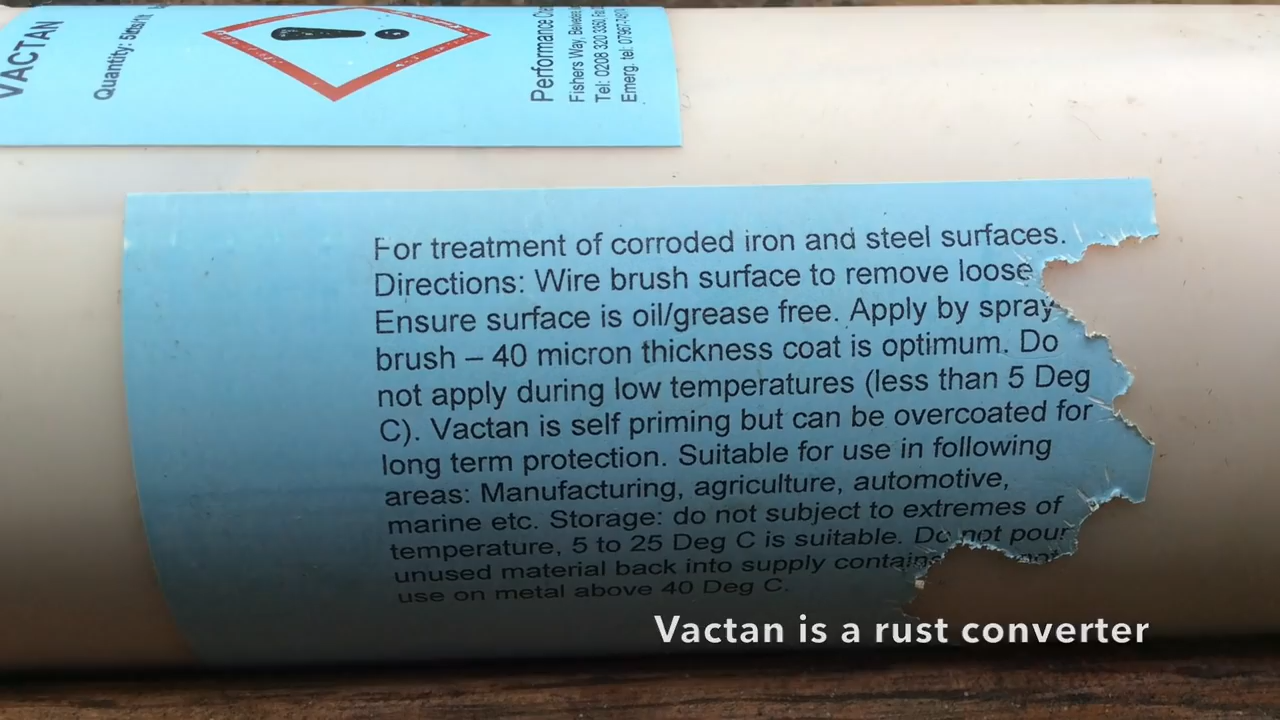 VACTAN
Quantity:
Performance
Fishers Way,
Tel: 0208 320
Emerg. tel:
For treatment of corroded iron and steel surfaces.
Directions: Wire brush surface to remove loose
Ensure surface is oil/grease free. Apply by spray
brush – 40 micron thickness coat is optimum. Do
not apply during low temperatures (less than 5 Deg
C). Vactan is self priming but can be overcoated for
long term protection. Suitable for use in following
areas: Manufacturing, agriculture, automotive,
marine etc. Storage: do not subject to extremes of
temperature, 5 to 25 Deg C is suitable. Do not pour
unused material back into supply not
use on metal above 40 Deg C.
Vactan is a rust converter